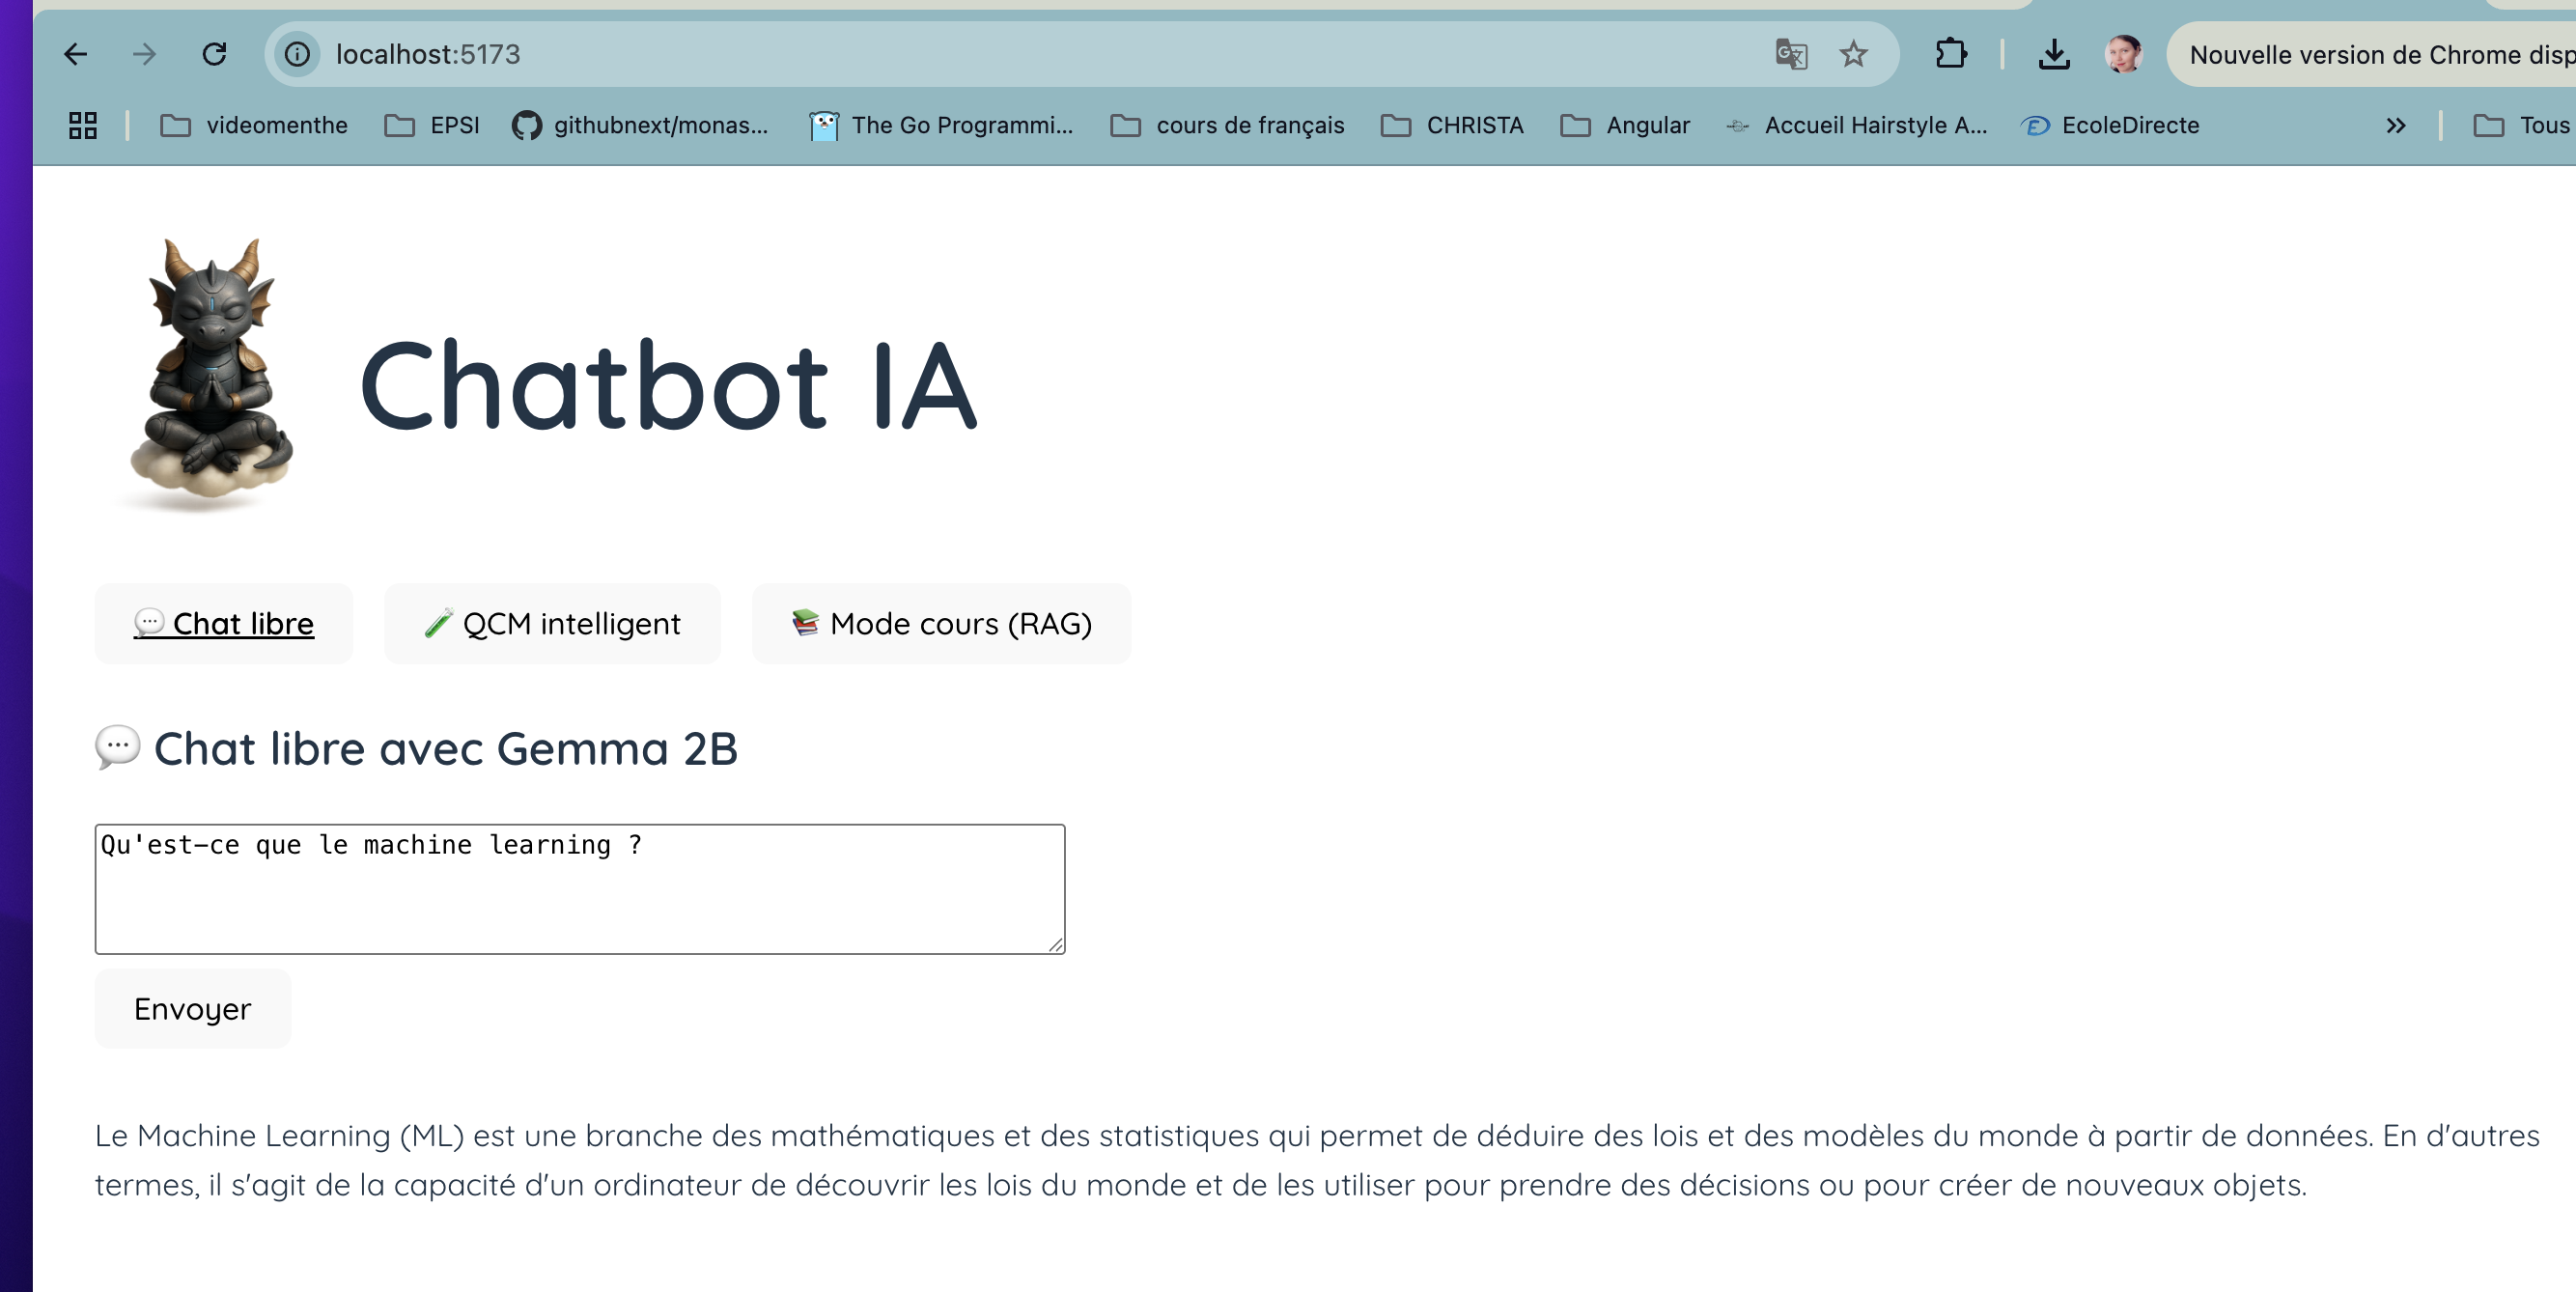 localhost:5173
Nouvelle version de Chrome disp
videomenthe EPSI githubnext/monas... The Go Programmi... cours de français CHRISTA Angular Accueil Hairstyle A... EcoleDirecte » Tous
Chatbot IA
💬 Chat libre 🧪 QCM intelligent 📚 Mode cours (RAG)
💬 Chat libre avec Gemma 2B
Qu'est-ce que le machine learning ?
Envoyer
Le Machine Learning (ML) est une branche des mathématiques et des statistiques qui permet de déduire des lois et des modèles du monde à partir de données. En d'autres
termes, il s'agit de la capacité d'un ordinateur de découvrir les lois du monde et de les utiliser pour prendre des décisions ou pour créer de nouveaux objets.